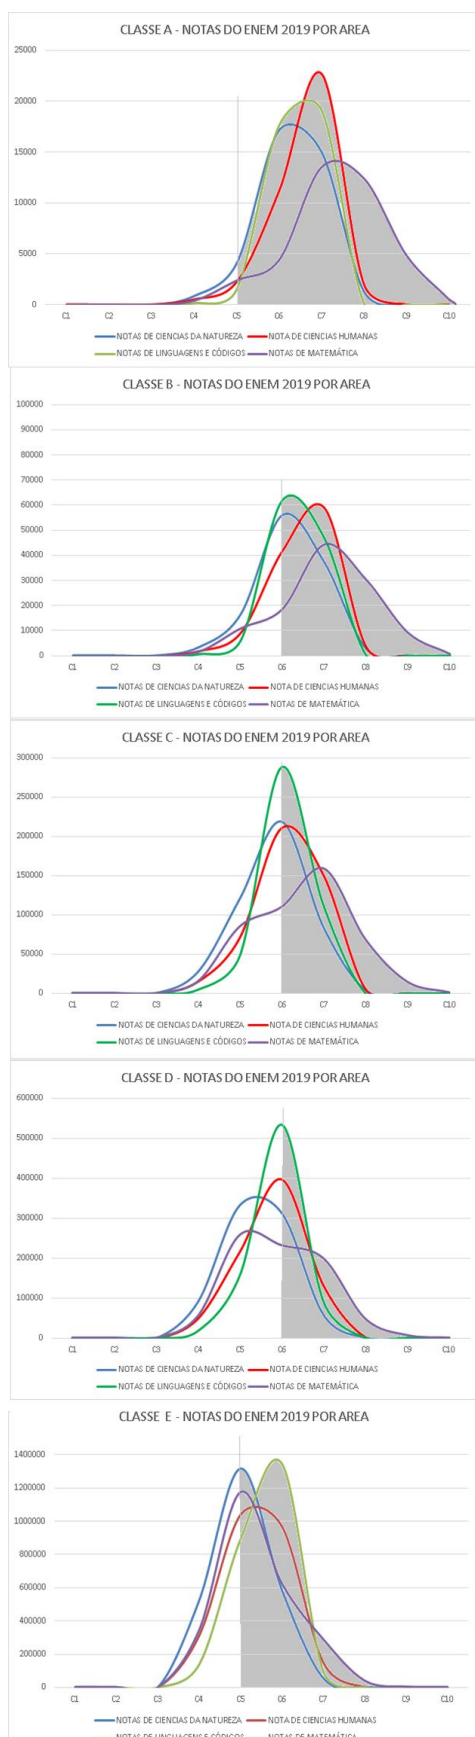 CLASSE A - NOTAS DO ENEM 2019 POR AREA
25000
20000
15000
10000
5000
0
C1 C2 C3 C4 C5 C6 C7 C8 C9 C10
NOTAS DE CIENCIAS DA NATUREZA NOTA DE CIENCIAS HUMANAS
NOTAS DE LINGUAGENS E CÓDIGOS NOTAS DE MATEMÁTICA
CLASSE B - NOTAS DO ENEM 2019 POR AREA
100000
90000
80000
70000
60000
50000
40000
30000
20000
10000
0
C1 C2 C3 C4 C5 C6 C7 C8 C9 C10
NOTAS DE CIENCIAS DA NATUREZA NOTA DE CIENCIAS HUMANAS
NOTAS DE LINGUAGENS E CÓDIGOS NOTAS DE MATEMÁTICA
CLASSE C - NOTAS DO ENEM 2019 POR AREA
300000
250000
200000
150000
100000
50000
0
C1 C2 C3 C4 C5 C6 C7 C8 C9 C10
NOTAS DE CIENCIAS DA NATUREZA NOTA DE CIENCIAS HUMANAS
NOTAS DE LINGUAGENS E CÓDIGOS NOTAS DE MATEMÁTICA
CLASSE D - NOTAS DO ENEM 2019 POR AREA
600000
500000
400000
300000
200000
100000
0
C1 C2 C3 C4 C5 C6 C7 C8 C9 C10
NOTAS DE CIENCIAS DA NATUREZA NOTA DE CIENCIAS HUMANAS
NOTAS DE LINGUAGENS E CÓDIGOS NOTAS DE MATEMÁTICA
CLASSE E - NOTAS DO ENEM 2019 POR AREA
1400000
1200000
1000000
800000
600000
400000
200000
0
C1 C2 C3 C4 C5 C6 C7 C8 C9 C10
NOTAS DE CIENCIAS DA NATUREZA NOTA DE CIENCIAS HUMANAS
NOTAS DE LINGUAGENS E CÓDIGOS NOTAS DE MATEMÁTICA